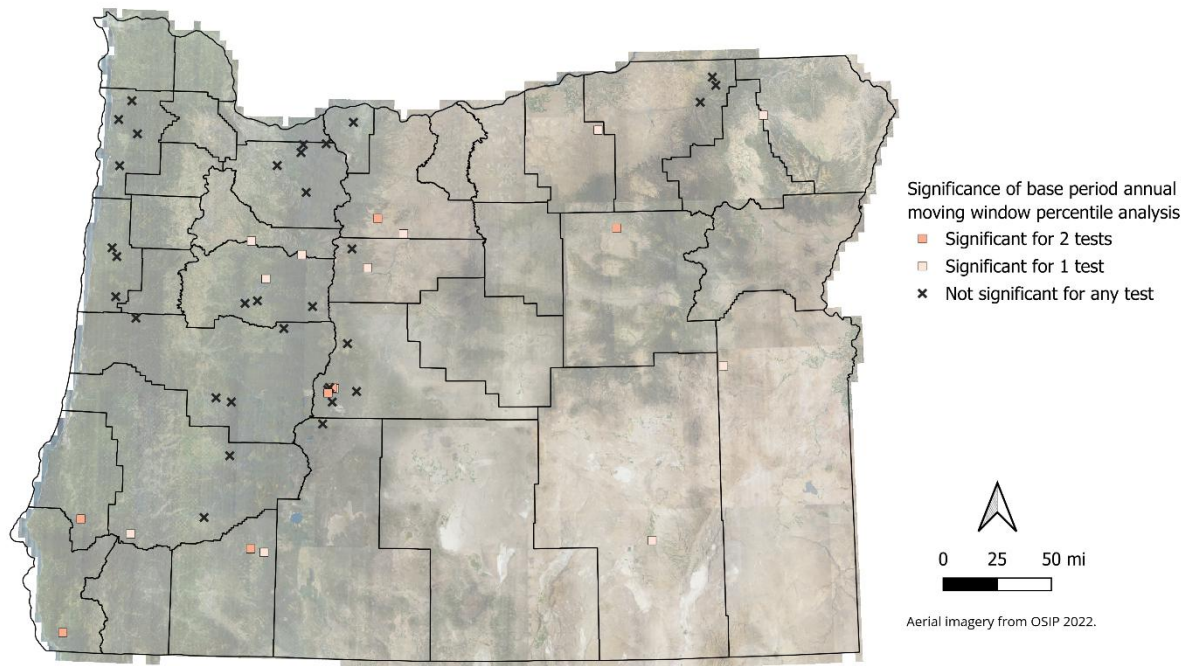 Significance of base period annual
moving window percentile analysis
Significant for 2 tests
Significant for 1 test
Not significant for any test
0 25 50 mi
Aerial imagery from OSIP 2022.